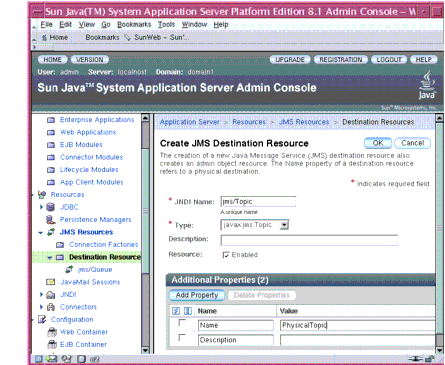 Sun Java(TM) System Application Server Platform Edition 8.1 Admin Console – W
File Edit View Go Bookmarks Tools Window Help
Home Bookmarks SunWeb - Sun'...
HOME VERSION UPGRADE REGISTRATION LOGOUT HELP
User: admin Server: localhost Domain: domain1
Sun Java™ System Application Server Admin Console
Java
Sun™ Microsystems, Inc.
Enterprise Applications
Web Applications
EJB Modules
Connector Modules
Lifecycle Modules
App Client Modules
Resources
JDBC
Persistence Managers
JMS Resources
Connection Factories
Destination Resource
jms/Queue
JavaMail Sessions
JNDI
Connectors
Configuration
Web Container
EJB Container
Application Server > Resources > JMS Resources > Destination Resources
Create JMS Destination Resource OK Cancel
The creation of a new Java Message Service (JMS) destination resource also
creates an admin object resource. The Name property of a destination resource
refers to a physical destination.
* Indicates required field
* JNDI Name: jms/Topic
A unique name
* Type: javax.jms.Topic
Description:
Resource: Enabled
Additional Properties (2)
Add Property Delete Properties
Name Value
Name PhysicalTopic
Description